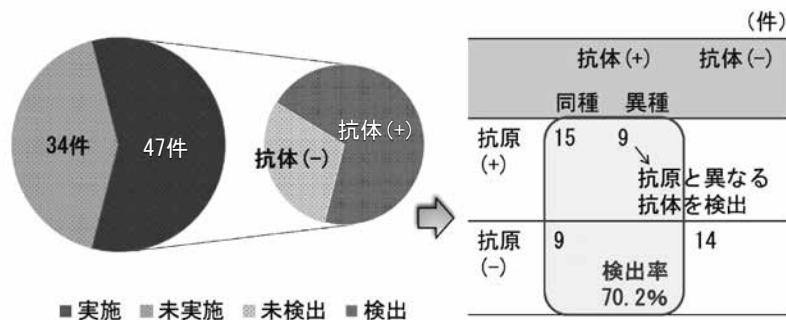 34件
47件
抗体(+)
抗体(-)
■実施 ■未実施 ■未検出 ■検出
(件)
抗体(+) 抗体(-)
同種 異種
抗原 15 9
(+)
抗原と異なる
抗体を検出
抗原 9 14
(-)
検出率
70.2%